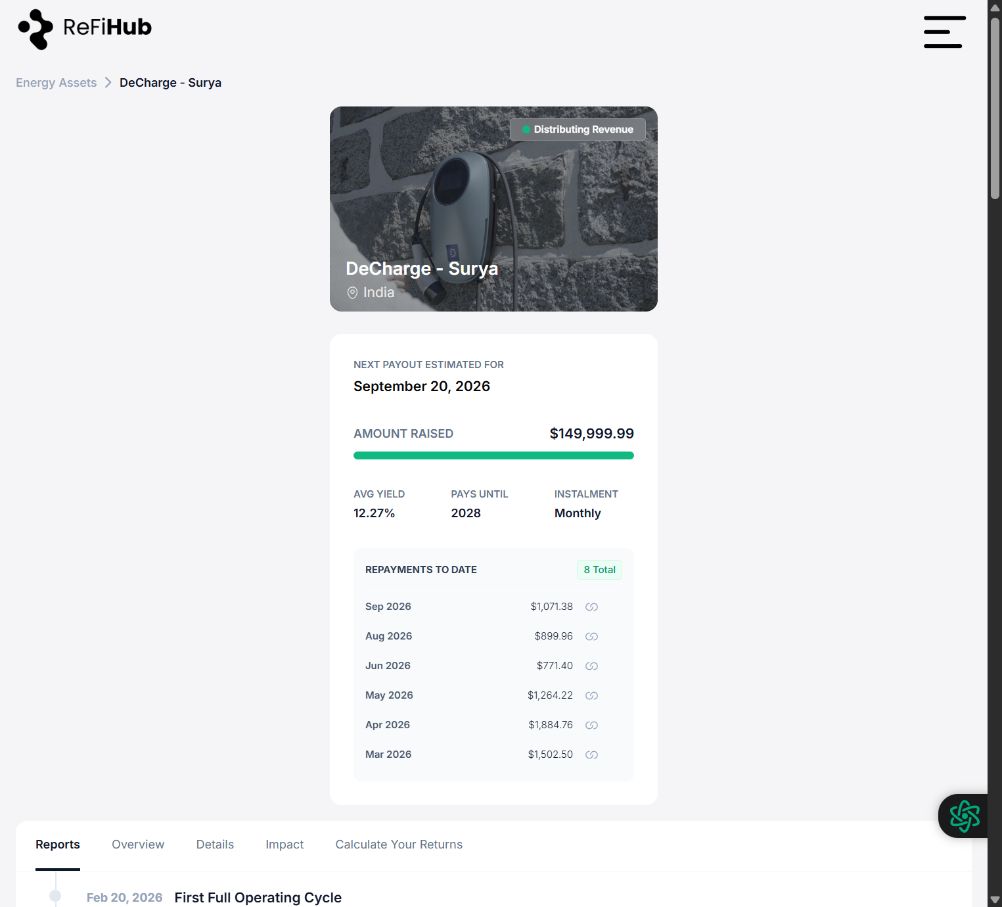 ReFiHub
Energy Assets > DeCharge - Surya
Distributing Revenue
DeCharge - Surya
India
NEXT PAYOUT ESTIMATED FOR
September 20, 2026
AMOUNT RAISED $149,999.99
AVG YIELD PAYS UNTIL INSTALMENT
12.27% 2028 Monthly
REPAYMENTS TO DATE 8 Total
Sep 2026 $1,071.38
Aug 2026 $899.96
Jun 2026 $771.40
May 2026 $1,264.22
Apr 2026 $1,884.76
Mar 2026 $1,502.50
Reports Overview Details Impact Calculate Your Returns
Feb 20, 2026 First Full Operating Cycle